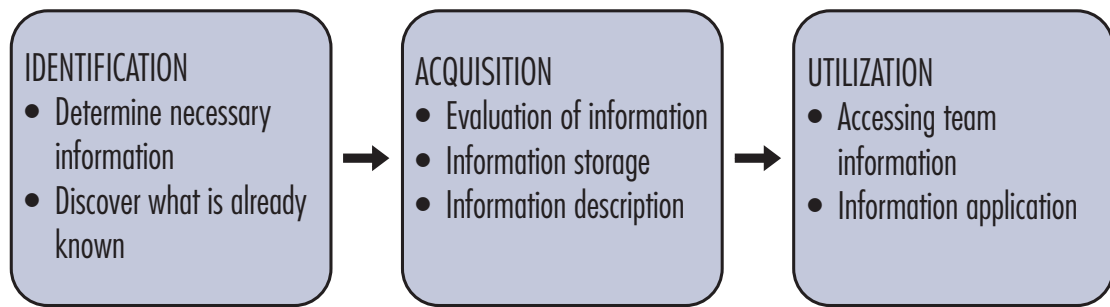 IDENTIFICATION
• Determine necessary
information
• Discover what is already
known
ACQUISITION
• Evaluation of information
• Information storage
• Information description
UTILIZATION
• Accessing team
information
• Information application